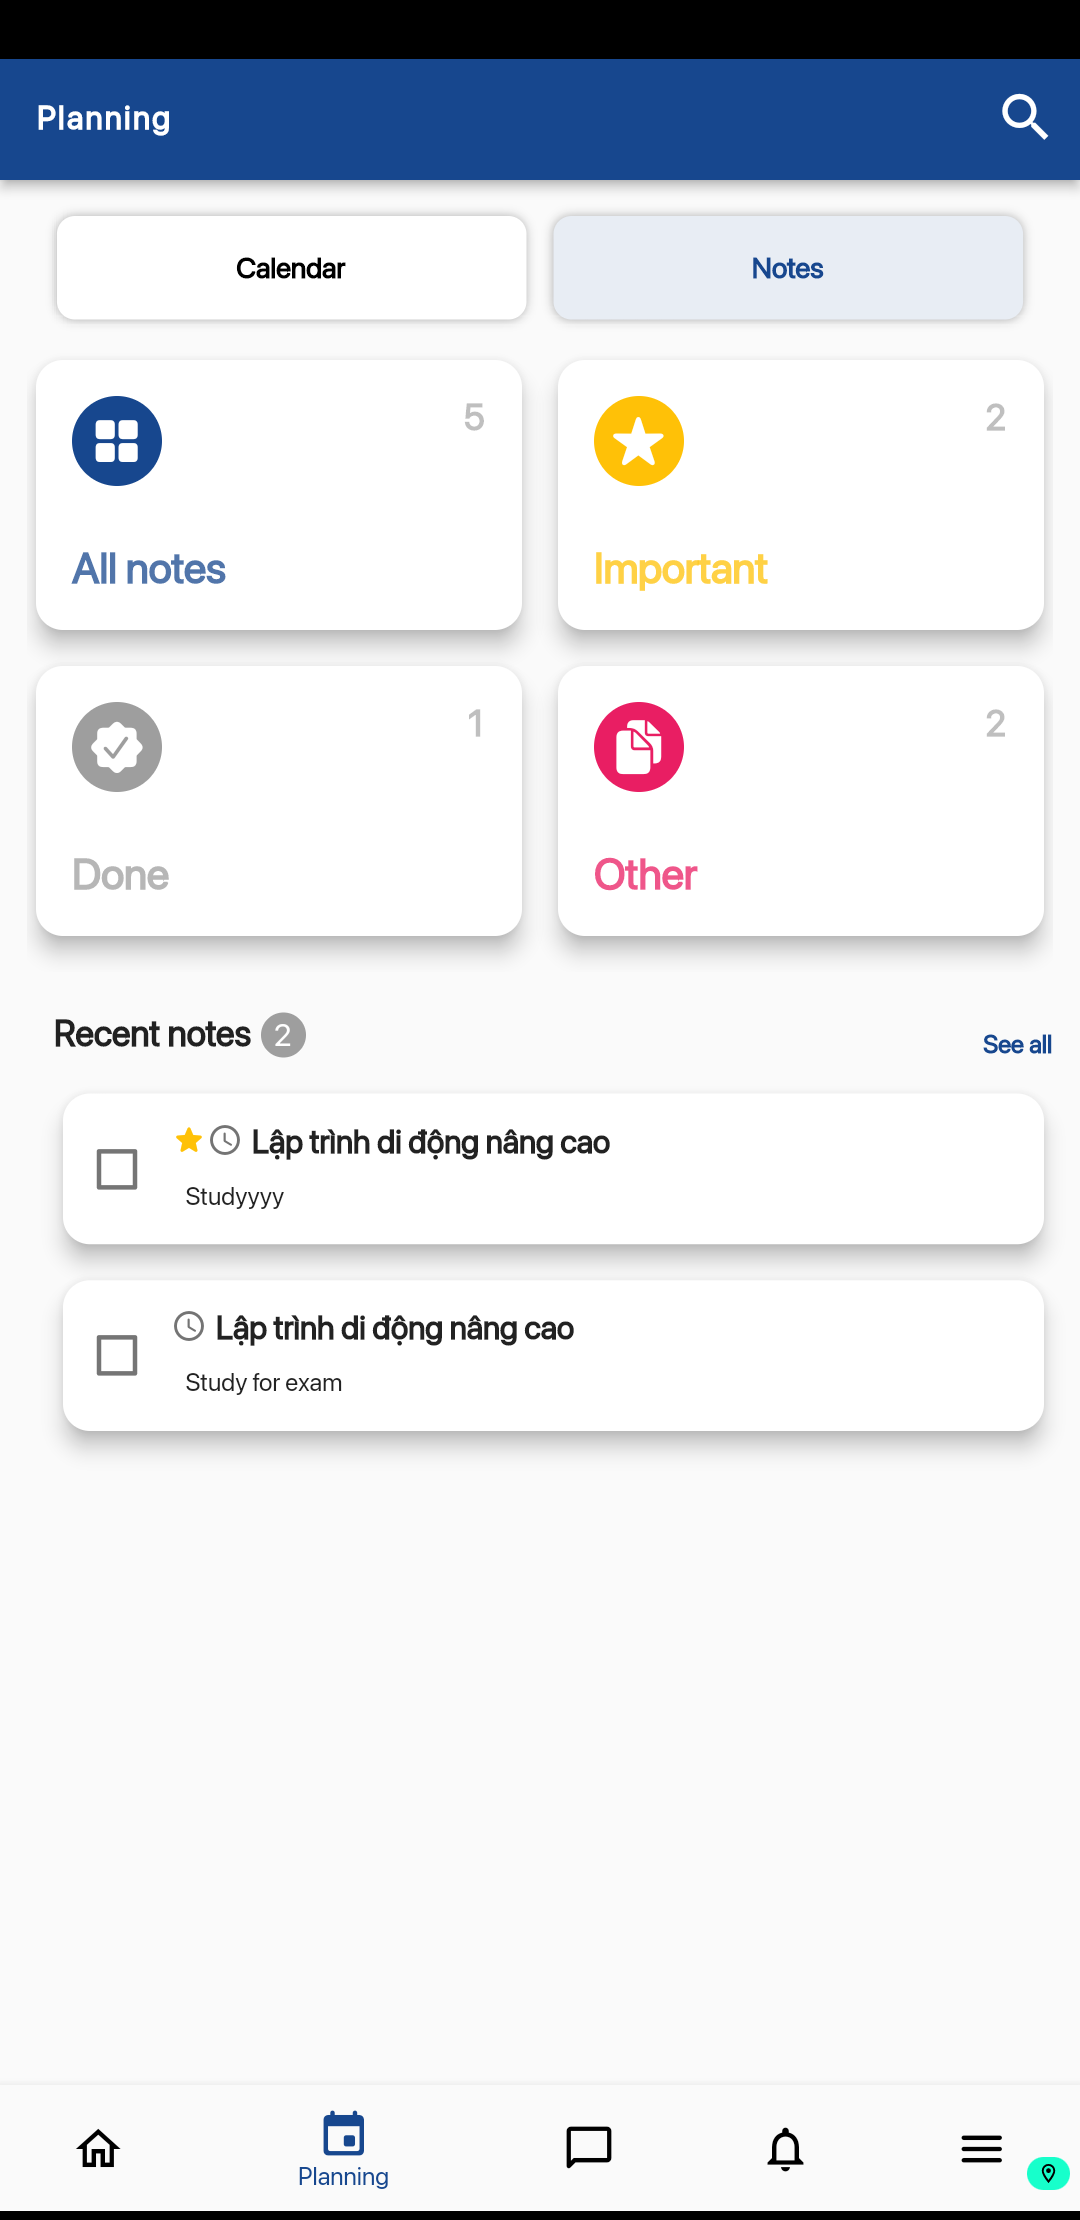 Planning
Calendar
Notes
5
All notes
2
Important
1
Done
2
Other
Recent notes 2
See all
Lập trình di động nâng cao
Studyyyy
Lập trình di động nâng cao
Study for exam
Planning